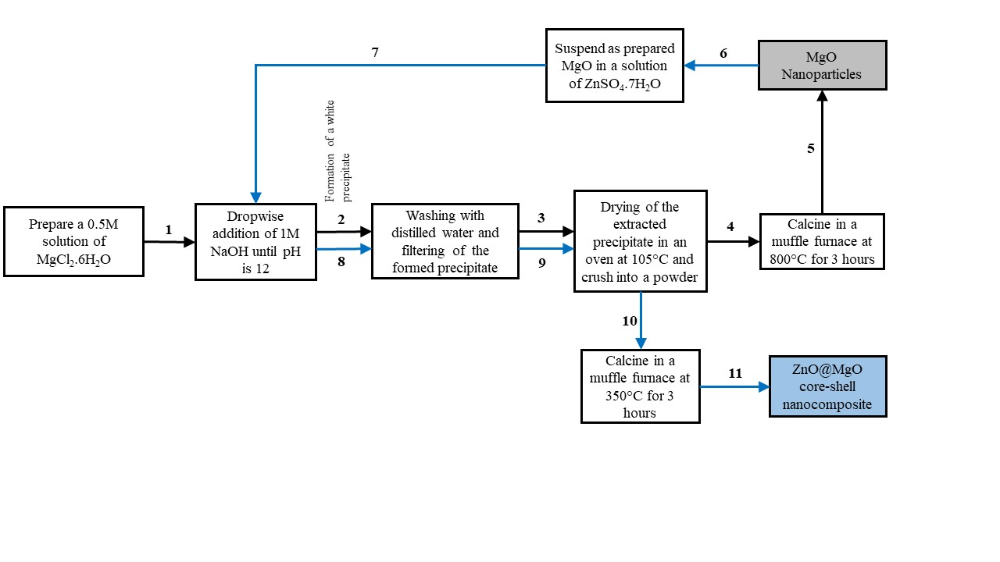 Suspend as prepared
MgO in a solution
of ZnSO₄.7H₂O
6
MgO
Nanoparticles
7
5
Formation of a white
precipitate
Prepare a 0.5M
solution of
MgCl₂.6H₂O
1
Dropwise
addition of 1M
NaOH until pH
is 12
2
8
Washing with
distilled water and
filtering of the
formed precipitate
3
9
Drying of the
extracted
precipitate in an
oven at 105°C and
crush into a powder
4
Calcine in a
muffle furnace at
800°C for 3 hours
10
Calcine in a
muffle furnace at
350°C for 3
hours
11
ZnO@MgO
core-shell
nanocomposite